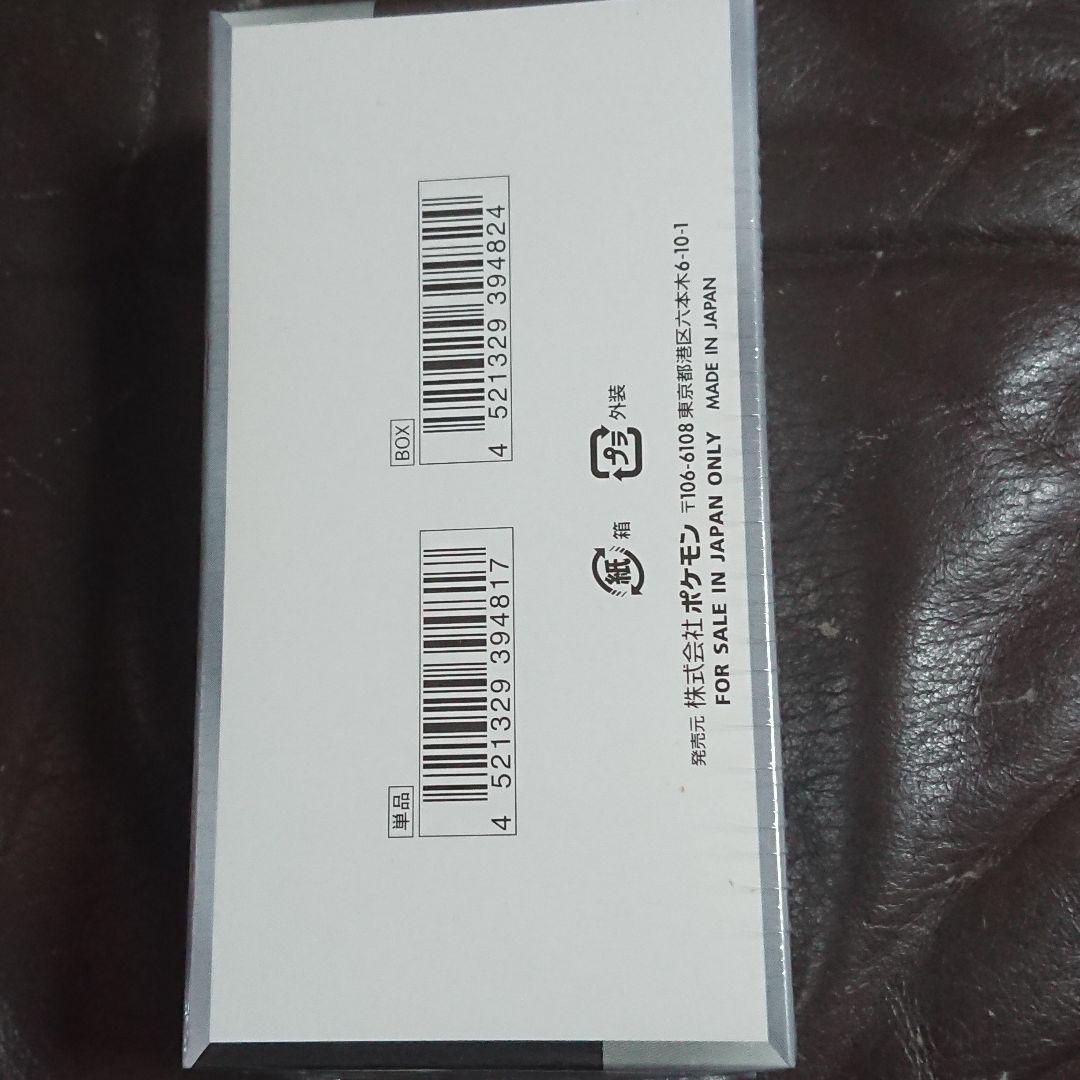 単品
4 521329 394817
BOX
4 521329 394824
紙 箱
プラ 外装
発売元 株式会社 ポケモン 〒106-6108 東京都港区六本木6-10-1
FOR SALE IN JAPAN ONLY MADE IN JAPAN